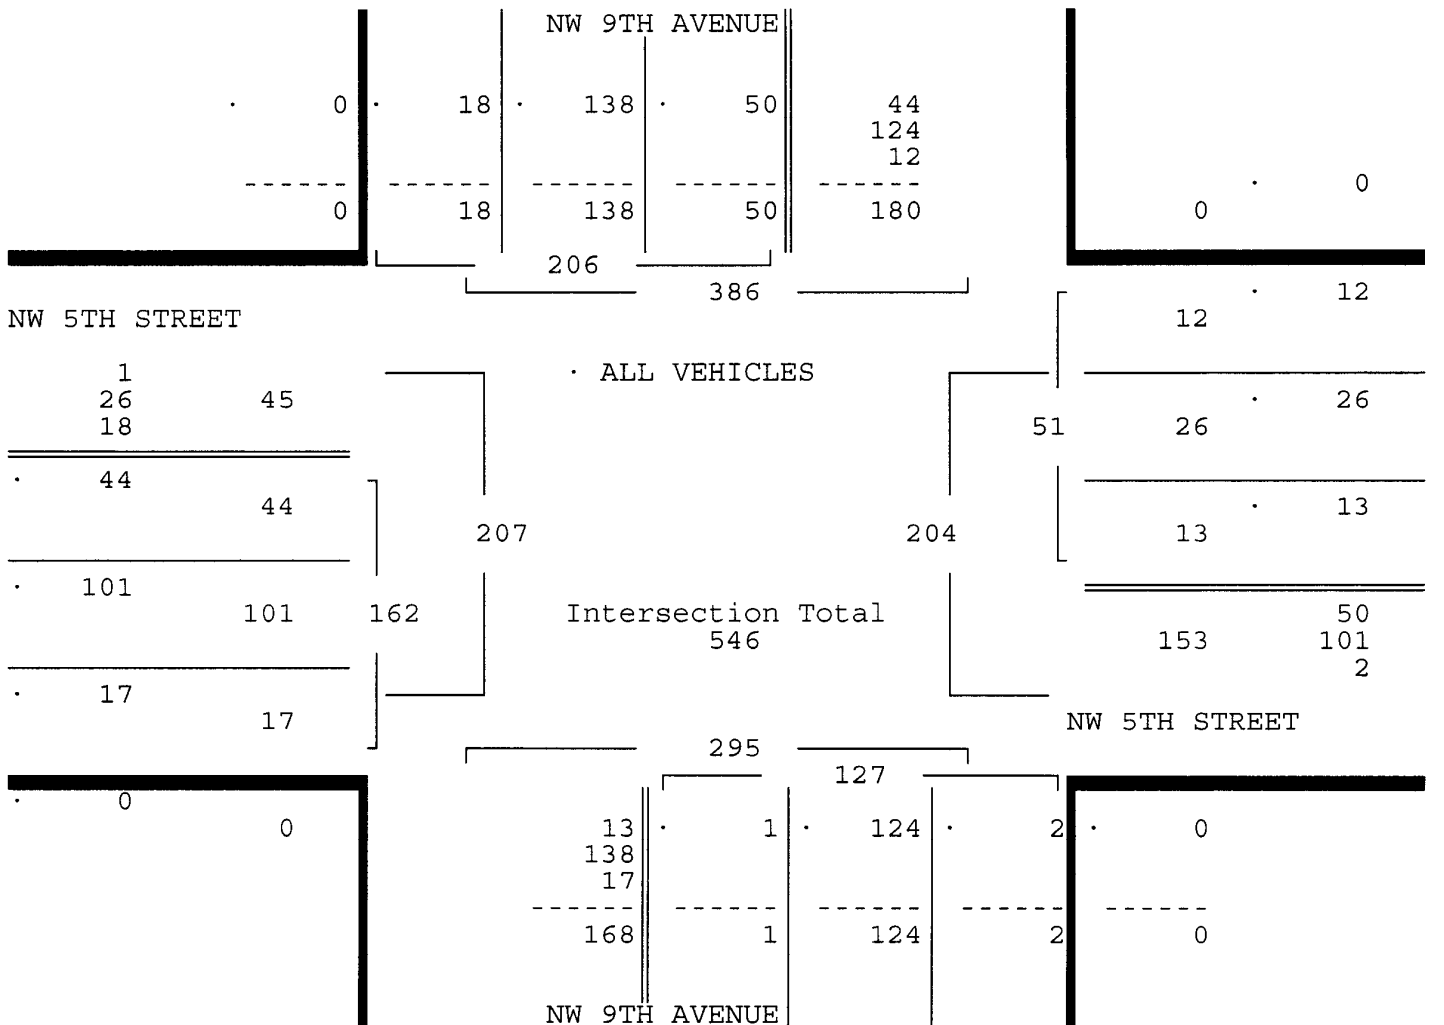 NW 9TH AVENUE
· 0 · 18 · 138 · 50 44
124
12
------ ------ ------ ------ ------ · 0
0 18 138 50 180 0
206
386 · 12
NW 5TH STREET 12
1 · ALL VEHICLES
26 45 · 26
18 51 26
· 44
44 · 13
207 204 13
· 101
101 162 Intersection Total 50
546 153 101
2
· 17
17 NW 5TH STREET
295
127
· 0
0 13 · 1 · 124 · 2 · 0
138
17
------ ------ ------ ------ ------
168 1 124 2 0
NW 9TH AVENUE